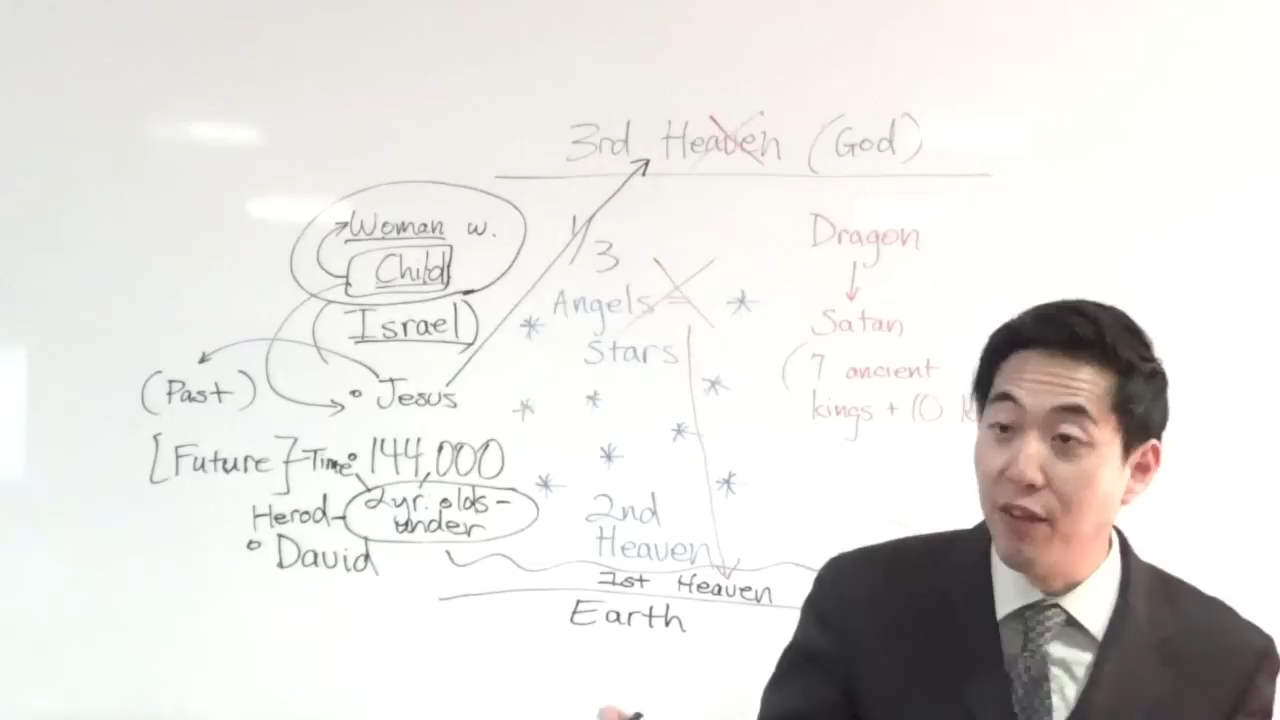 3rd Heaven (God)
Woman w.
Child
(Israel)
(Past)
• Jesus
[Future] - Time • 144,000
Herod - 2yr. olds -
under
• David
1/3
Angels =
Stars
2nd
Heaven
1st Heaven
Earth
Dragon
Satan
(7 ancient
kings + 10